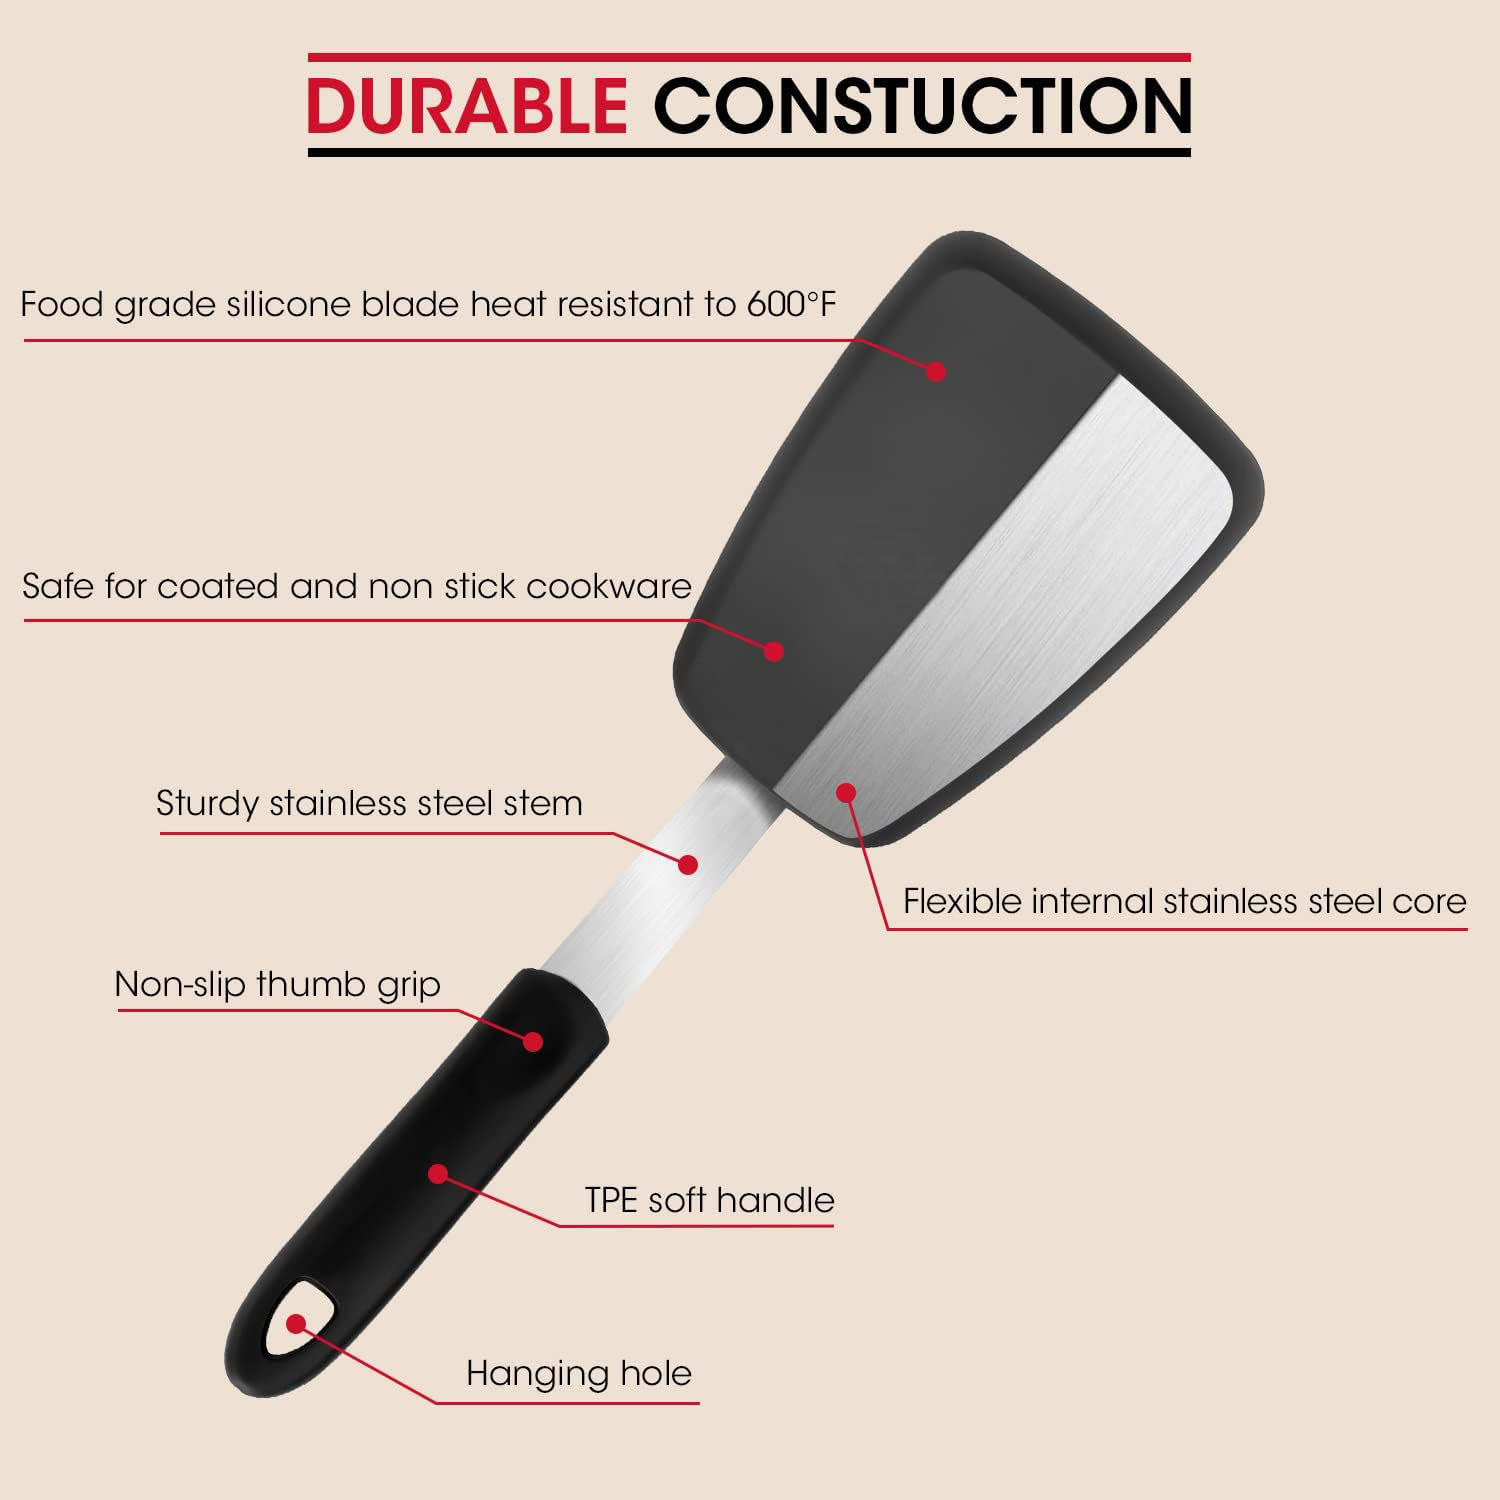 DURABLE CONSTUCTION
Food grade silicone blade heat resistant to 600°F
Safe for coated and non stick cookware
Sturdy stainless steel stem
Flexible internal stainless steel core
Non-slip thumb grip
TPE soft handle
Hanging hole